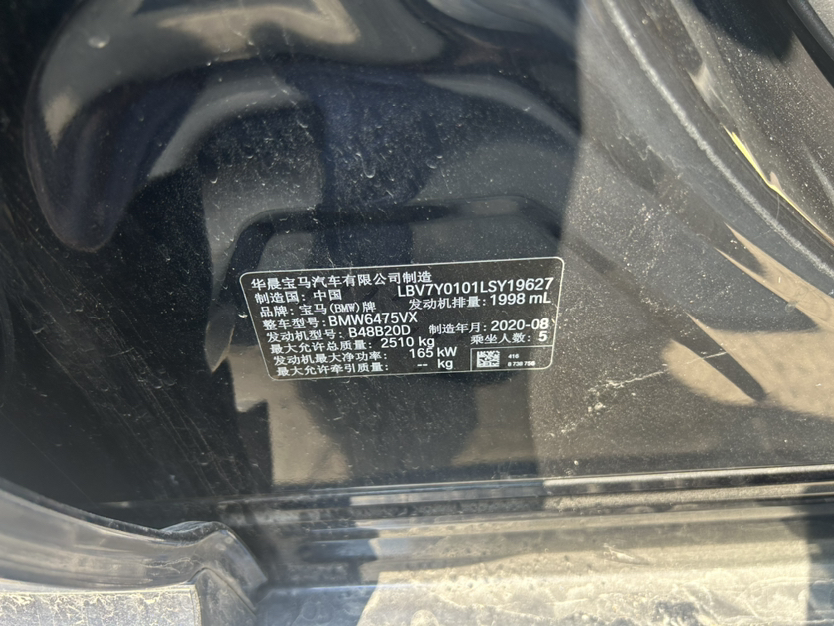 华晨宝马汽车有限公司制造
制造国: 中国 LBV7Y0101LSY19627
品牌: 宝马(BMW)牌 发动机排量: 1998 mL
整车型号: BMW6475VX
发动机型号: B48B20D 制造年月: 2020-08
最大允许总质量: 2510 kg 乘坐人数: 5
发动机最大净功率: 165 kW
最大允许牵引质量: -- kg
416